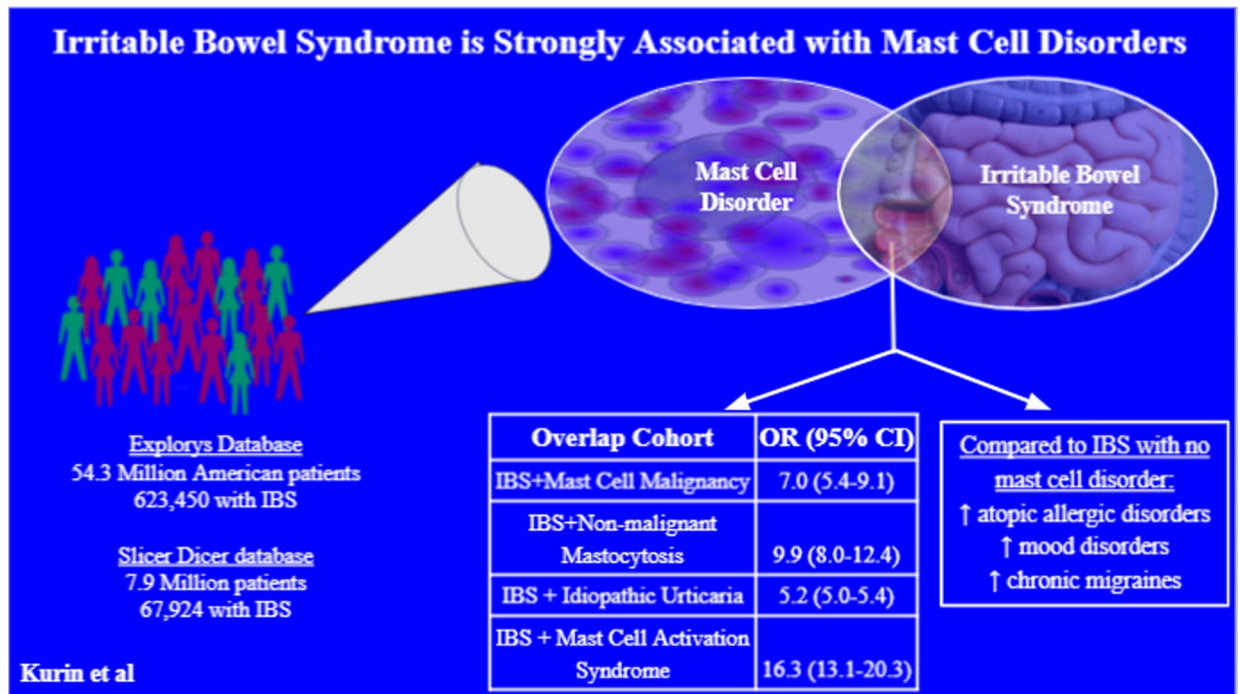 Irritable Bowel Syndrome is Strongly Associated with Mast Cell Disorders
Mast Cell
Disorder
Irritable Bowel
Syndrome
Explorys Database
54.3 Million American patients
623,450 with IBS
Slicer Dicer database
7.9 Million patients
67,924 with IBS
Overlap Cohort OR (95% CI)
IBS+Mast Cell Malignancy 7.0 (5.4-9.1)
IBS+Non-malignant
Mastocytosis 9.9 (8.0-12.4)
IBS + Idiopathic Urticaria 5.2 (5.0-5.4)
IBS + Mast Cell Activation
Syndrome 16.3 (13.1-20.3)
Compared to IBS with no
mast cell disorder:
↑ atopic allergic disorders
↑ mood disorders
↑ chronic migraines
Kurin et al